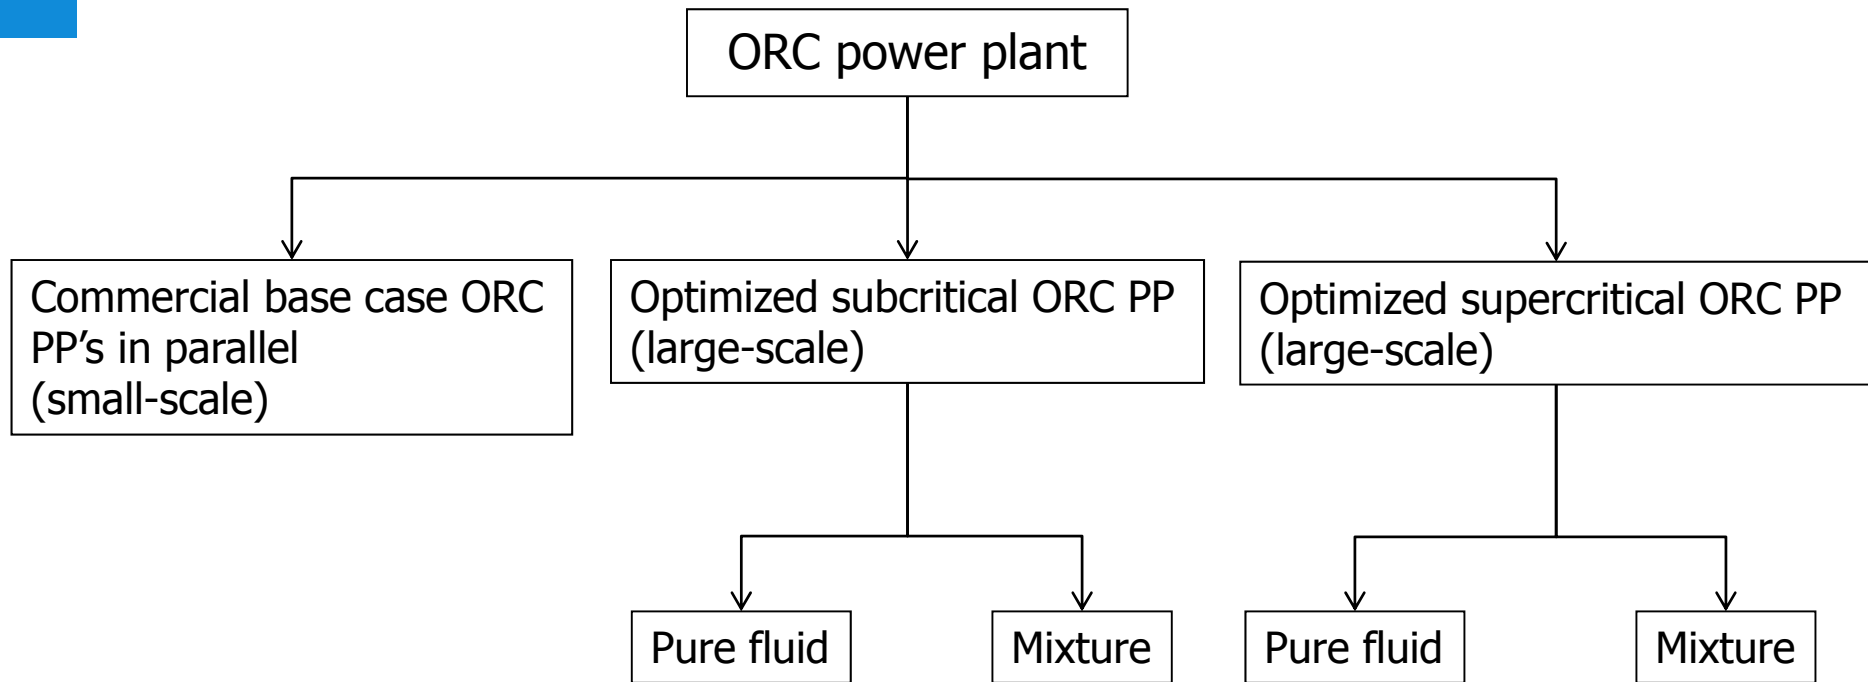 ORC power plant
Commercial base case ORC
PP’s in parallel
(small-scale)
Optimized subcritical ORC PP
(large-scale)
Optimized supercritical ORC PP
(large-scale)
Pure fluid
Mixture
Pure fluid
Mixture